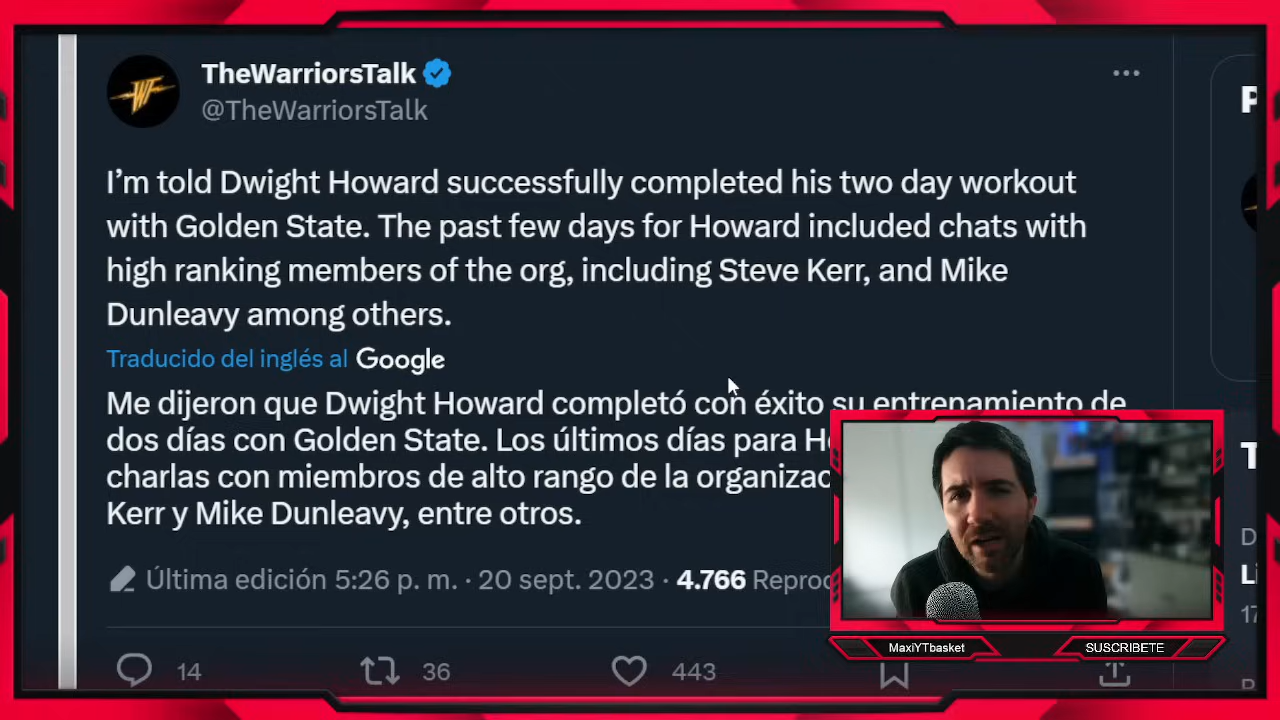 TheWarriorsTalk
@TheWarriorsTalk
I’m told Dwight Howard successfully completed his two day workout
with Golden State. The past few days for Howard included chats with
high ranking members of the org, including Steve Kerr, and Mike
Dunleavy among others.
Traducido del inglés al Google
Me dijeron que Dwight Howard completó con éxito su entrenamiento de
dos días con Golden State. Los últimos días para
charlas con miembros de alto rango de la
Kerr y Mike Dunleavy, entre otros.
Última edición 5:26 p. m. · 20 sept. 2023 · 4.766
14 36 443
MaxiYTbasket SUSCRIBETE